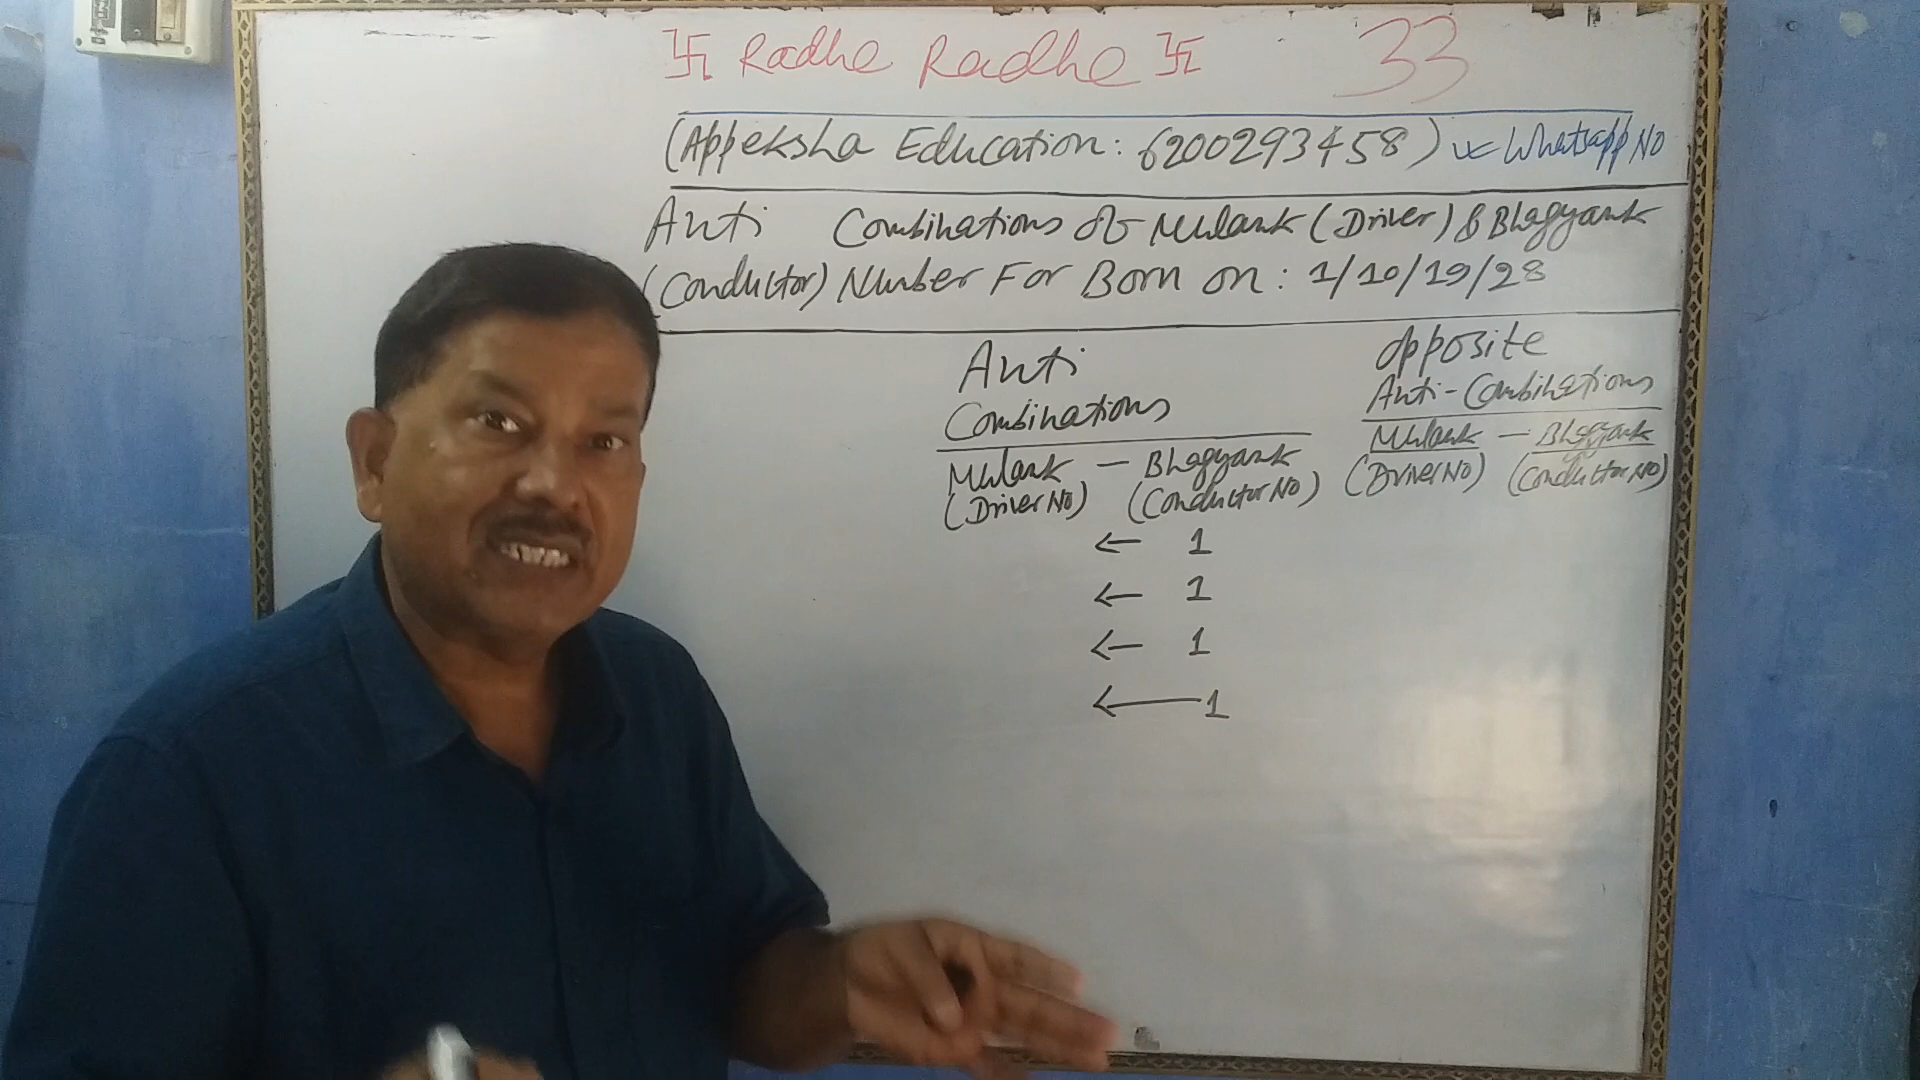 卐 Radhe Radhe 卐 33
(Appeksha Education: 6200293458) ← Whatsapp No
Anti Combinations of Mulank (Driver) & Bhagyank
(Conductor) Number For Born on: 1/10/19/28
Anti
Combinations
Mulank - Bhagyank
(Driver No) (Conductor No)
← 1
← 1
← 1
← 1
Opposite
Anti-Combinations
Mulank - Bhagyank
(Driver No) (Conductor No)